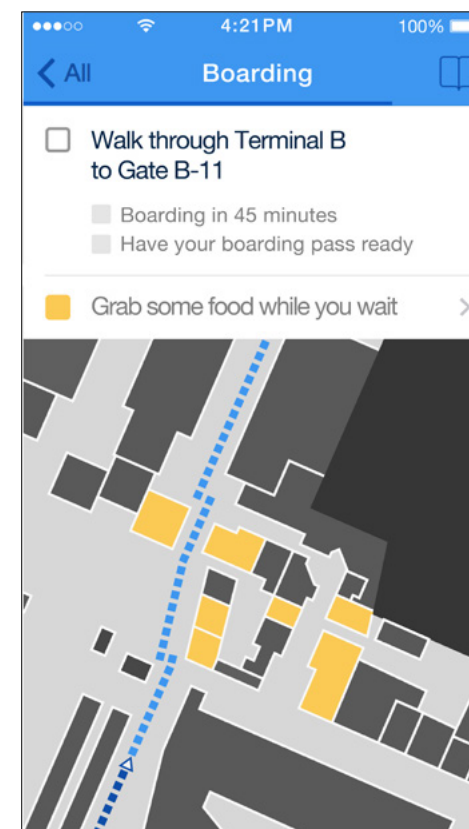 4:21PM
100%
All
Boarding
Walk through Terminal B
to Gate B-11
Boarding in 45 minutes
Have your boarding pass ready
Grab some food while you wait